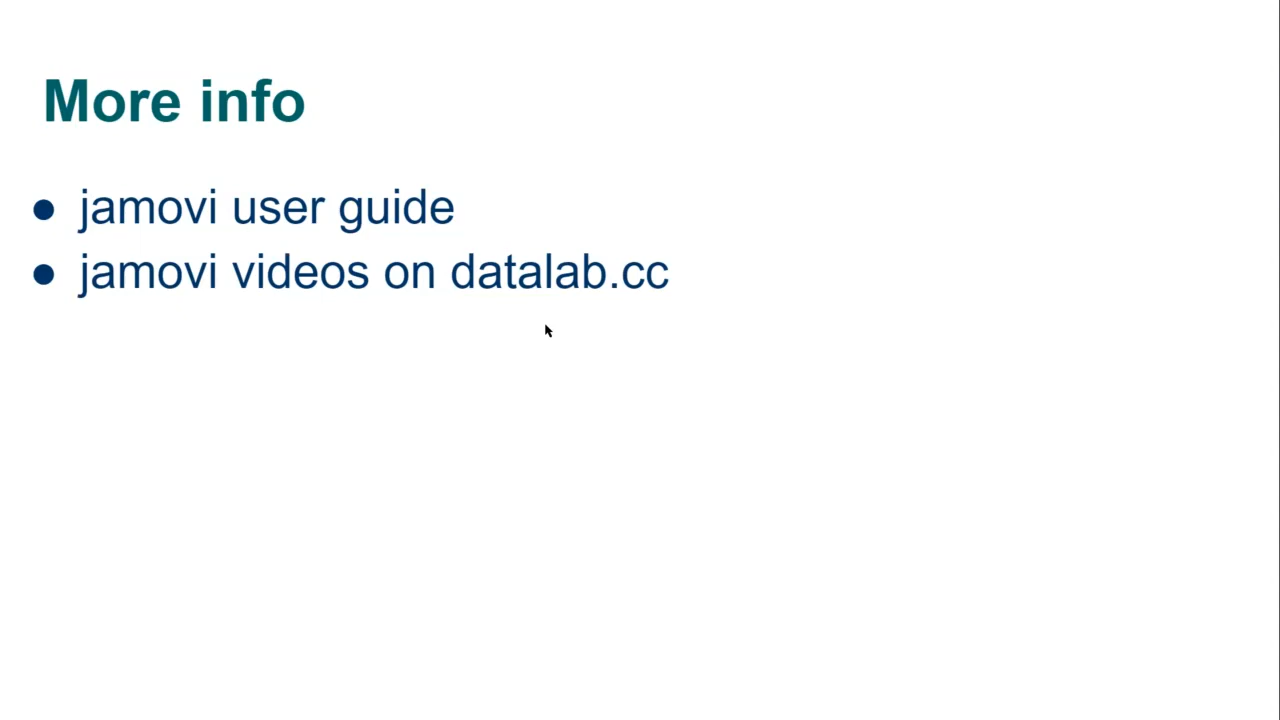 More info
● jamovi user guide
● jamovi videos on datalab.cc